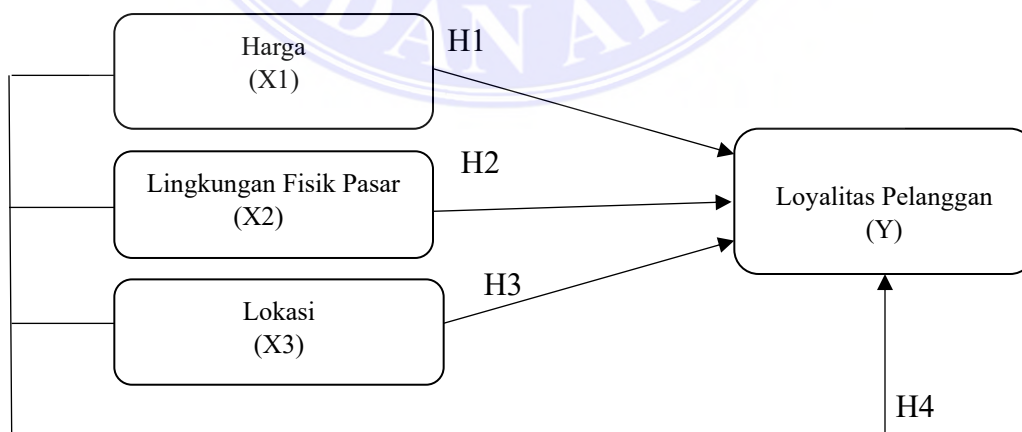 Harga
(X1)
H1
Lingkungan Fisik Pasar
(X2)
H2
Lokasi
(X3)
H3
Loyalitas Pelanggan
(Y)
H4